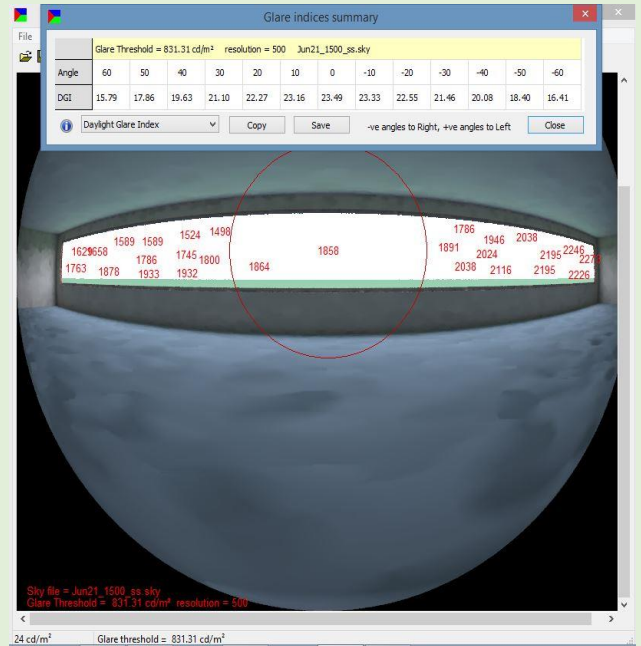 Glare indices summary
File
Glare Threshold = 831.31 cd/m² resolution = 500 Jun21_1500_ss.sky
Angle 60 50 40 30 20 10 0 -10 -20 -30 -40 -50 -60
DGI 15.79 17.86 19.63 21.10 22.27 23.16 23.49 23.33 22.55 21.46 20.08 18.40 16.41
Daylight Glare Index Copy Save -ve angles to Right, +ve angles to Left Close
1498 1786
1589 1589 1524 1946 2038
1658 1745 1858 1891 2024 2195 2246
1763 1786 1800 1864 2038 2116 2195
1878 1933 1932 2226
Sky file = Jun21_1500_ss.sky
Glare Threshold = 831.31 cd/m² resolution = 500
24 cd/m² Glare threshold = 831.31 cd/m²